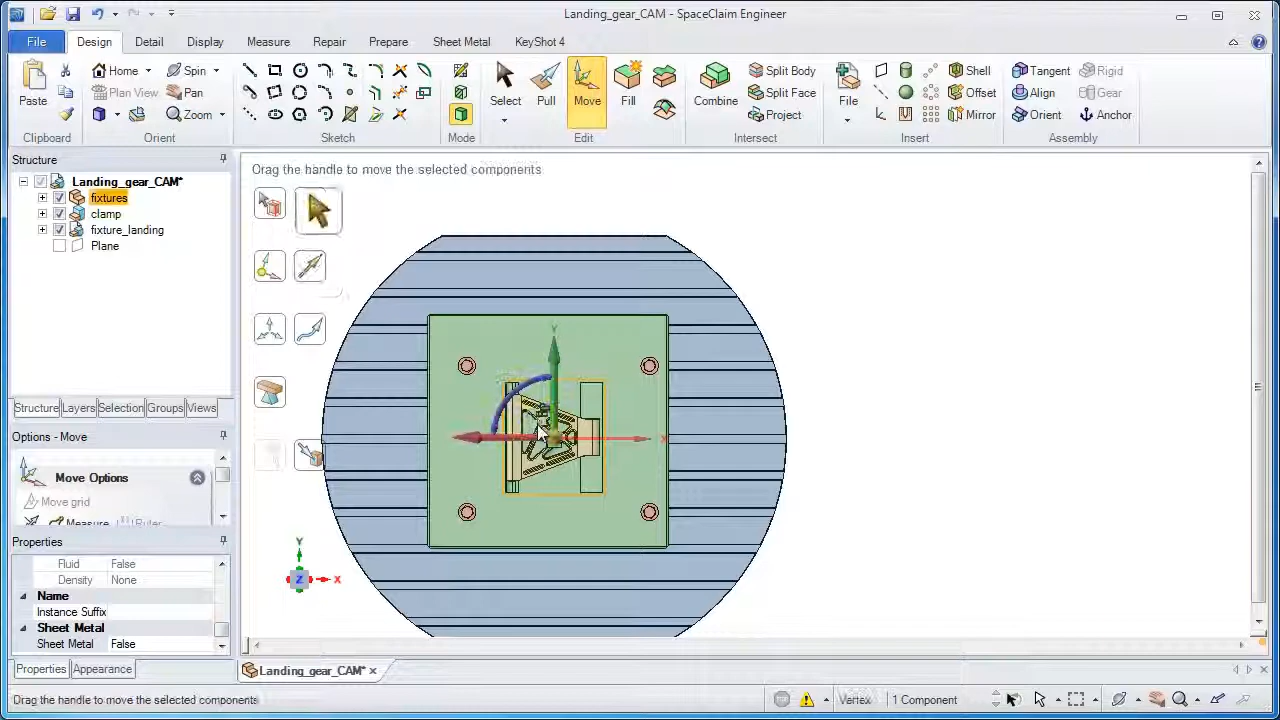 Landing_gear_CAM - SpaceClaim Engineer
File Design Detail Display Measure Repair Prepare Sheet Metal KeyShot 4
Home Spin Split Body Shell Tangent Rigid
Plan View Pan Split Face Offset Align Gear
Paste Select Pull Move Fill Combine File
Zoom Project Mirror Orient Anchor
Clipboard Orient Sketch Mode Edit Intersect Insert Assembly
Structure
Drag the handle to move the selected components
Landing_gear_CAM*
fixtures
clamp
fixture_landing
Plane
Y
X
Structure Layers Selection Groups Views
Options - Move
Move Options
Move grid
Measure Ruler
Properties
Fluid False
Density None
Name
Instance Suffix
Sheet Metal
Sheet Metal False
Y
Z X
Properties Appearance
Landing_gear_CAM*
Drag the handle to move the selected components Vertex 1 Component